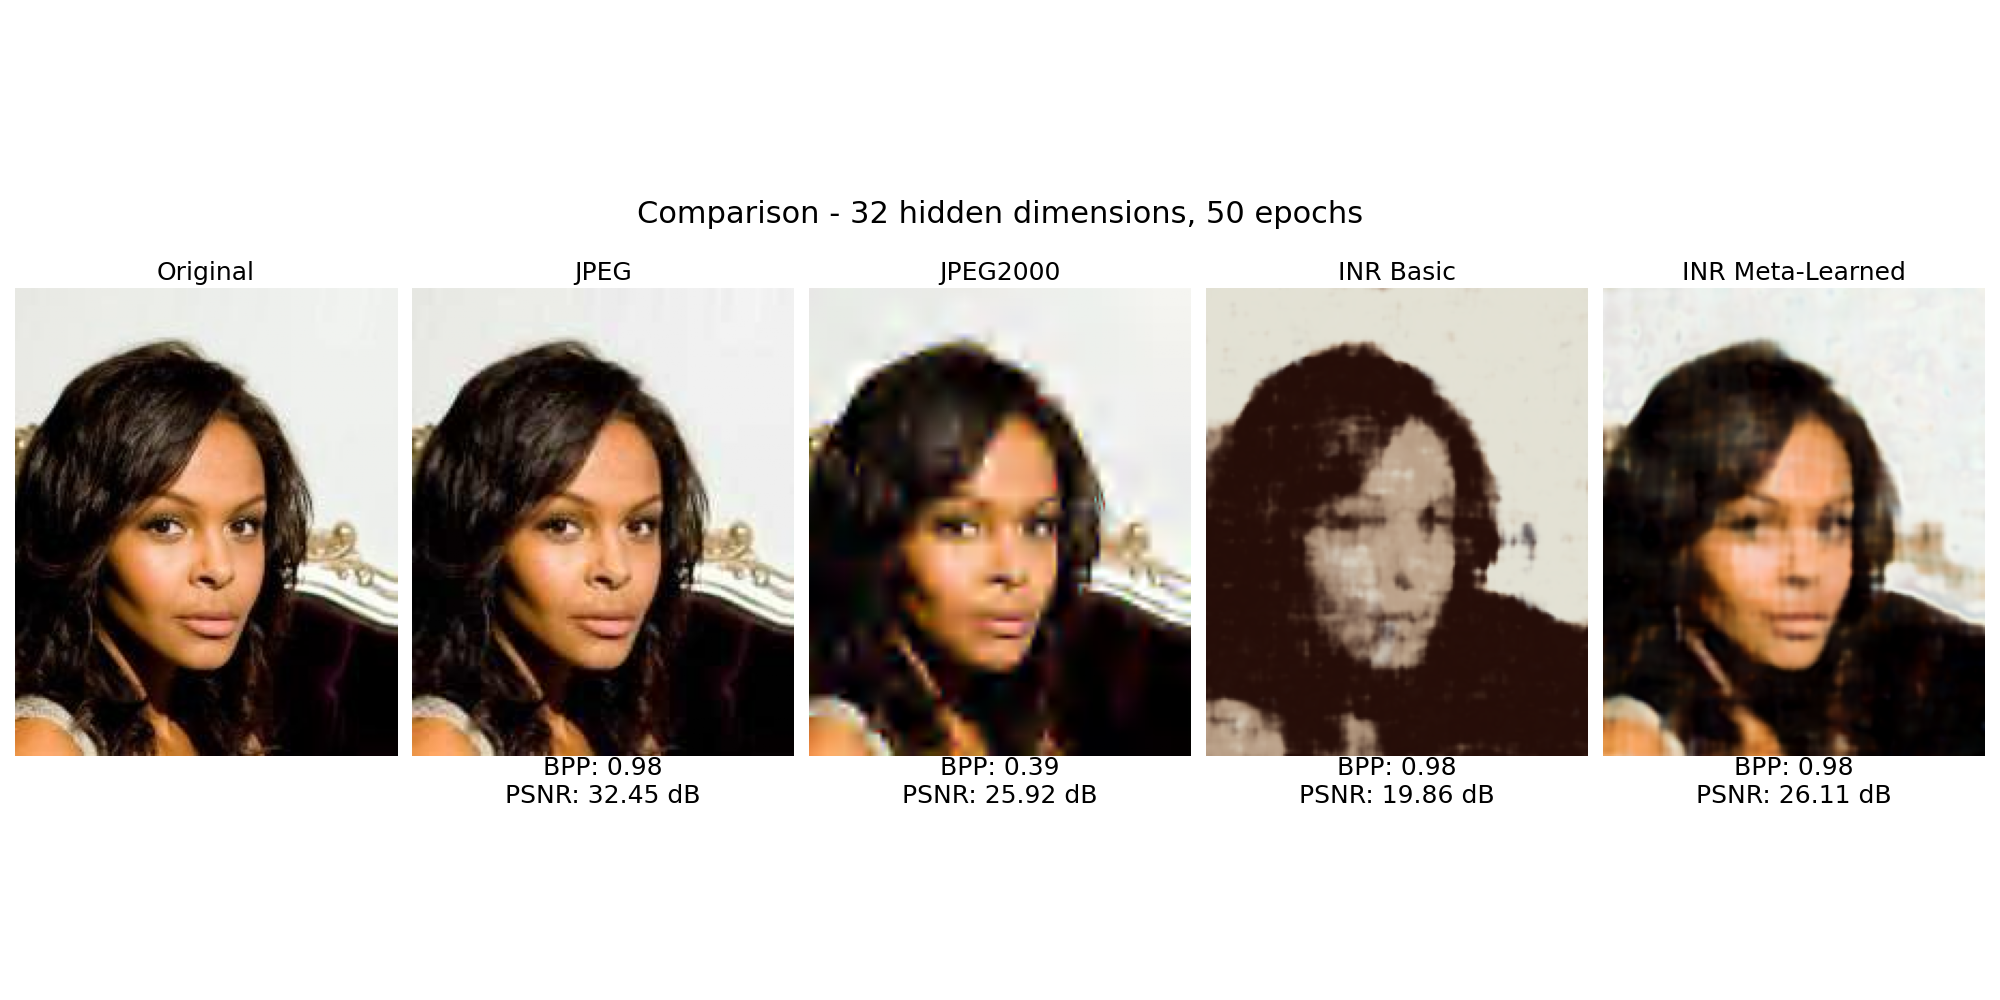 Comparison - 32 hidden dimensions, 50 epochs
Original
JPEG
JPEG2000
INR Basic
INR Meta-Learned
BPP: 0.98
PSNR: 32.45 dB
BPP: 0.39
PSNR: 25.92 dB
BPP: 0.98
PSNR: 19.86 dB
BPP: 0.98
PSNR: 26.11 dB